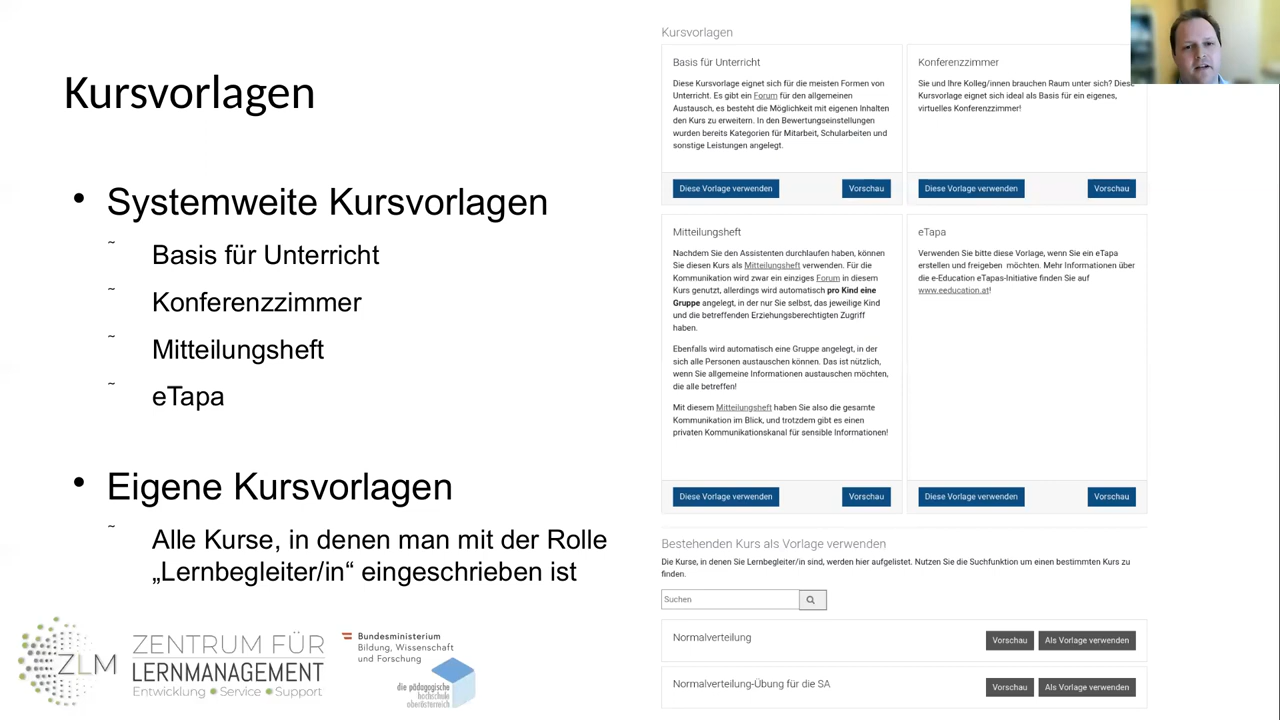 Kursvorlagen
• Systemweite Kursvorlagen
~ Basis für Unterricht
~ Konferenzzimmer
~ Mitteilungsheft
~ eTapa
• Eigene Kursvorlagen
~ Alle Kurse, in denen man mit der Rolle
„Lernbegleiter/in“ eingeschrieben ist
ZLM
ZENTRUM FÜR
LERNMANAGEMENT
Entwicklung Service Support
Bundesministerium
Bildung, Wissenschaft
und Forschung
die pädagogische
hochschule
oberösterreich
Kursvorlagen
Basis für Unterricht
Diese Kursvorlage eignet sich für die meisten Formen von
Unterricht. Es gibt ein Forum für den allgemeinen
Austausch, es besteht die Möglichkeit mit eigenen Inhalten
den Kurs zu erweitern. In den Bewertungseinstellungen
wurden bereits Kategorien für Mitarbeit, Schularbeiten und
sonstige Leistungen angelegt.
Diese Vorlage verwenden Vorschau
Konferenzzimmer
Sie und Ihre Kolleg/innen brauchen Raum unter sich? Diese
Kursvorlage eignet sich ideal als Basis für ein eigenes,
virtuelles Konferenzzimmer!
Diese Vorlage verwenden Vorschau
Mitteilungsheft
Nachdem Sie den Assistenten durchlaufen haben, können
Sie diesen Kurs als Mitteilungsheft verwenden. Für die
Kommunikation wird zwar ein einziges Forum in diesem
Kurs genutzt, allerdings wird automatisch pro Kind eine
Gruppe angelegt, in der nur Sie selbst, das jeweilige Kind
und die betreffenden Erziehungsberechtigten Zugriff
haben.
Ebenfalls wird automatisch eine Gruppe angelegt, in der
sich alle Personen austauschen können. Das ist nützlich,
wenn Sie allgemeine Informationen austauschen möchten,
die alle betreffen!
Mit diesem Mitteilungsheft haben Sie also die gesamte
Kommunikation im Blick, und trotzdem gibt es einen
privaten Kommunikationskanal für sensible Informationen!
Diese Vorlage verwenden Vorschau
eTapa
Verwenden Sie bitte diese Vorlage, wenn Sie ein eTapa
erstellen und freigeben möchten. Mehr Informationen über
die e-Education eTapas-Initiative finden Sie auf
www.eeducation.at!
Diese Vorlage verwenden Vorschau
Bestehenden Kurs als Vorlage verwenden
Die Kurse, in denen Sie Lernbegleiter/in sind, werden hier aufgelistet. Nutzen Sie die Suchfunktion um einen bestimmten Kurs zu
finden.
Suchen
Normalverteilung Vorschau Als Vorlage verwenden
Normalverteilung-Übung für die SA Vorschau Als Vorlage verwenden